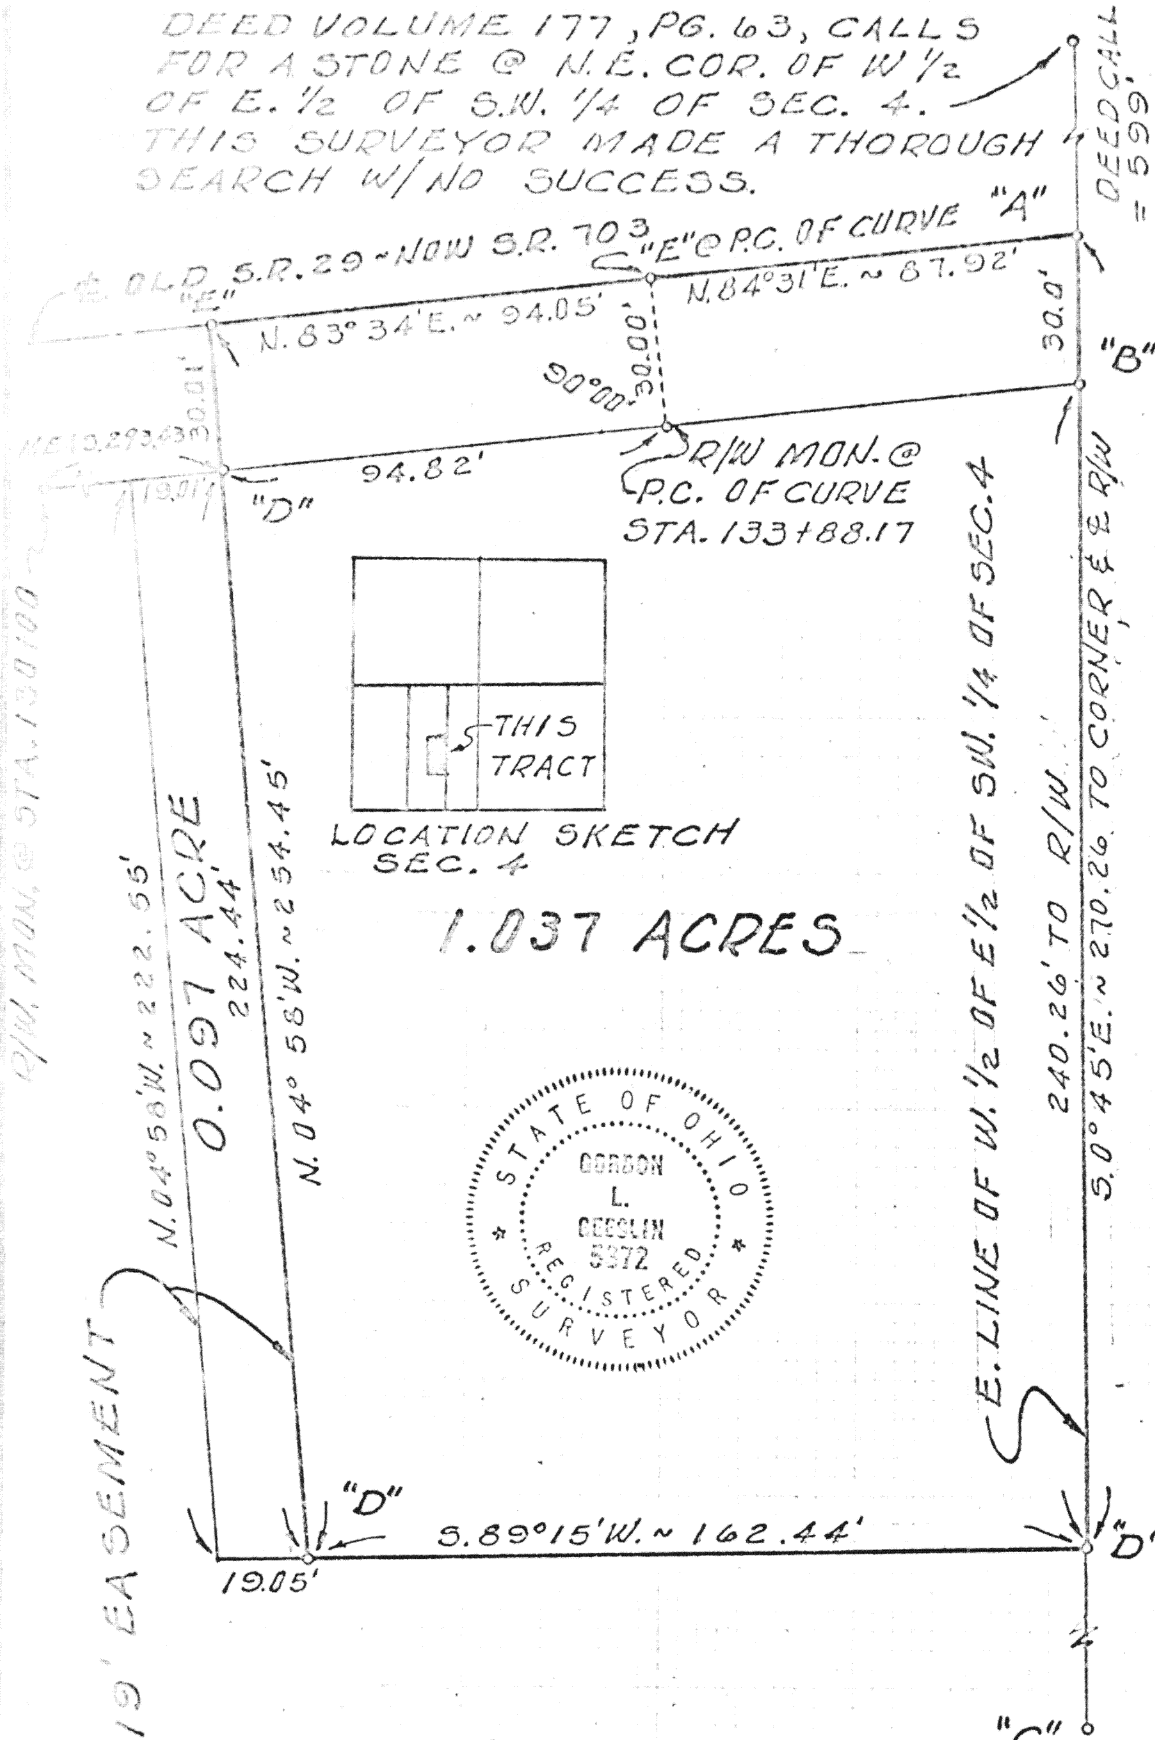 DEED VOLUME 177, PG. 63, CALLS
FOR A STONE @ N.E. COR. OF W 1/2
OF E. 1/2 OF S.W. 1/4 OF SEC. 4.
THIS SURVEYOR MADE A THOROUGH
SEARCH W/ NO SUCCESS.
DEED CALL
= 599'
"A"
℄ OLD S.R. 29 ~ NOW S.R. 703
"E" @ P.C. OF CURVE
"E"
N. 83° 34' E. ~ 94.05'
N. 84° 31' E. ~ 87.92'
30.01'
30.00'
90°00'
30.0'
"B"
19.01'
"D"
94.82'
R/W MON. @
P.C. OF CURVE
STA. 133+88.17
R/W. MON. @ STA. 130+00
THIS
TRACT
LOCATION SKETCH
SEC. 4
1.037 ACRES
N. 04° 58' W. ~ 222.55'
0.097 ACRE
224.44'
N. 04° 58' W. ~ 254.45'
E. LINE OF W. 1/2 OF E 1/2 OF SW. 1/4 OF SEC. 4
240.26' TO R/W
S. 0° 45' E. ~ 270.26 TO CORNER & ℄ R/W
STATE OF OHIO
GORDON
L.
GEESLIN
5372
REGISTERED
SURVEYOR
19' EASEMENT
"D"
S. 89° 15' W. ~ 162.44'
"D"
19.05'
"C"